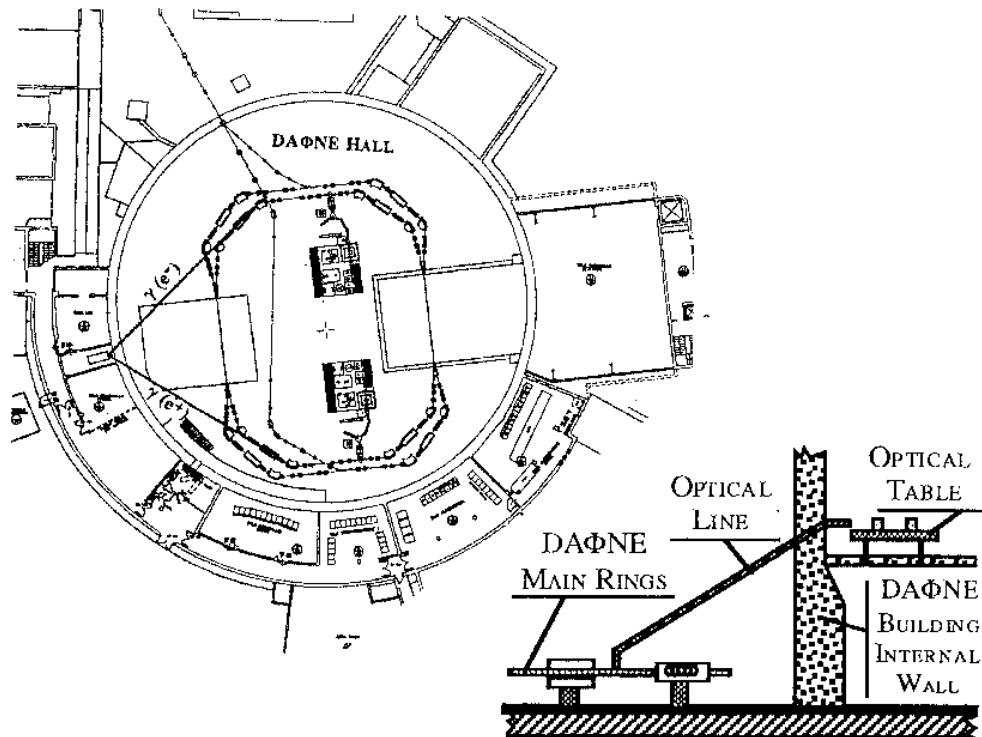 DAΦNE HALL
γ (e⁻)
γ (e⁺
OPTICAL
LINE
OPTICAL
TABLE
DAΦNE
MAIN RINGS
DAΦNE
BUILDING
INTERNAL
WALL